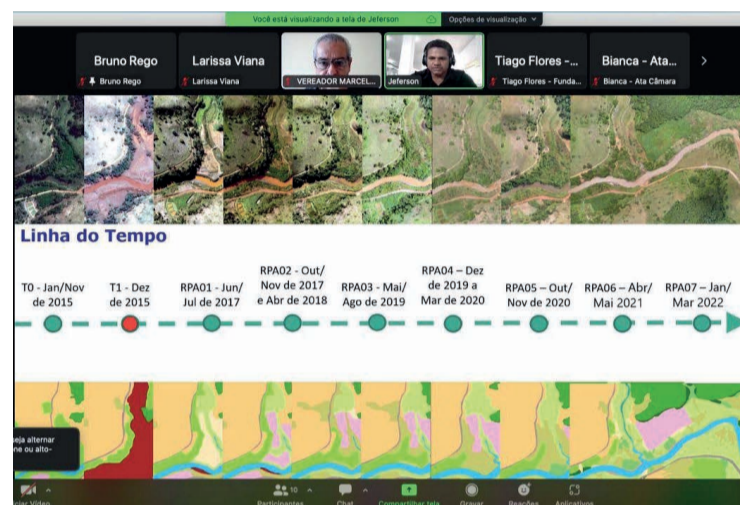 Você está visualizando a tela de Jeferson
Opções de visualização
Bruno Rego
Larissa Viana
Tiago Flores -...
Bianca - Ata...
Bruno Rego
Larissa Viana
VEREADOR MARCEL...
Jeferson
Tiago Flores - Funda...
Bianca - Ata Câmara
Linha do Tempo
T0 - Jan/Nov
de 2015
T1 - Dez
de 2015
RPA01 - Jun/
Jul de 2017
RPA02 - Out/
Nov de 2017
e Abr de 2018
RPA03 - Mai/
Ago de 2019
RPA04 – Dez
de 2019 a
Mar de 2020
RPA05 – Out/
Nov de 2020
RPA06 – Abr/
Mai 2021
RPA07 – Jan/
Mar 2022
alternar
ou alto-
Vídeo
Participantes
10
Chat
Compartilhar tela
Gravar
Reações
Aplicativos